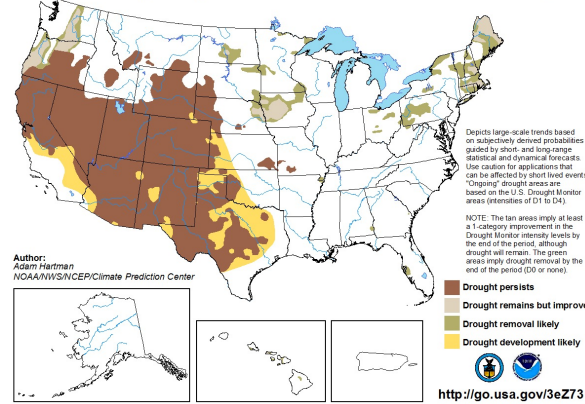 Depicts large-scale trends based
on subjectively derived probabilities
guided by short- and long-range
statistical and dynamical forecasts.
Use caution for applications that
can be affected by short lived events.
"Ongoing" drought areas are
based on the U.S. Drought Monitor
areas (intensities of D1 to D4).
NOTE: The tan areas imply at least
a 1-category improvement in the
Drought Monitor intensity levels by
the end of the period, although
drought will remain. The green
areas imply drought removal by the
end of the period (D0 or none).
Author:
Adam Hartman
NOAA/NWS/NCEP/Climate Prediction Center
Drought persists
Drought remains but improve
Drought removal likely
Drought development likely
http://go.usa.gov/3eZ73